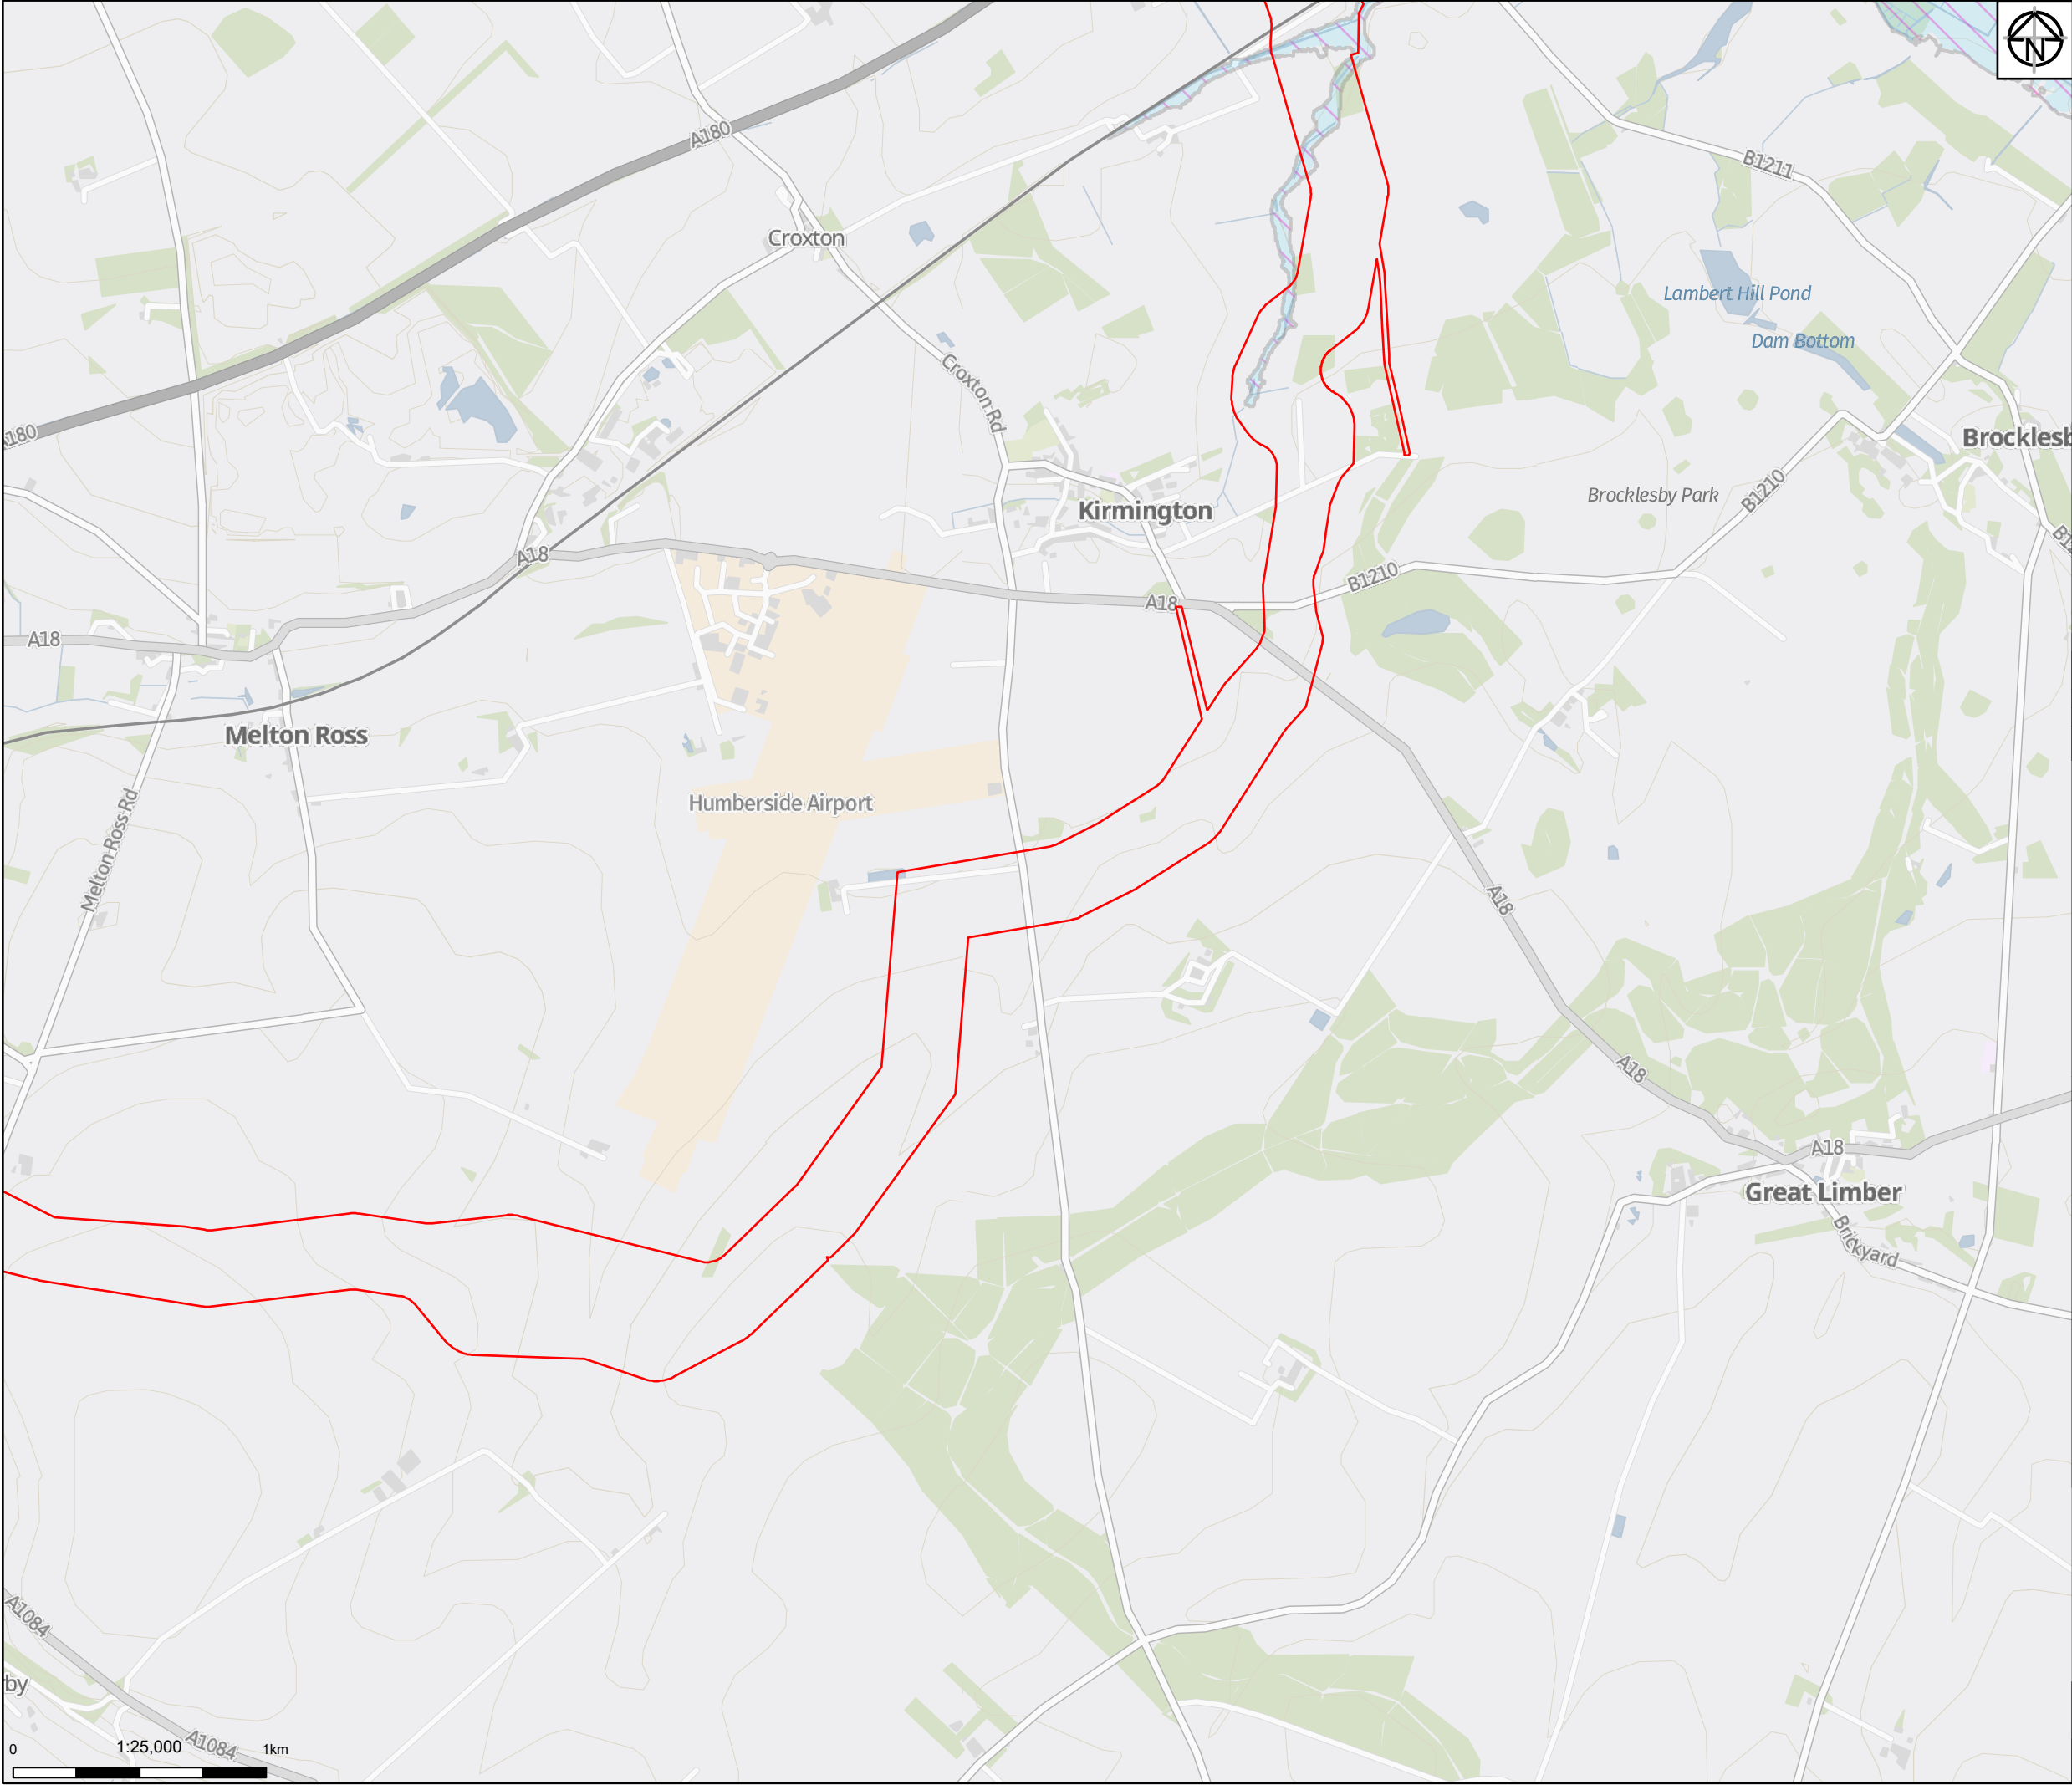 N
A180
B1211
Croxton
Lambert Hill Pond
Dam Bottom
Croxton Rd
A180
Brocklesb
Brocklesby Park
B1210
Kirmington
A18
B1210
A18
A18
Melton Ross
Humberside Airport
Melton Ross Rd
A18
A18
A18
Great Limber
Brickyard
A1084
by
A1084
0 1:25,000 1km